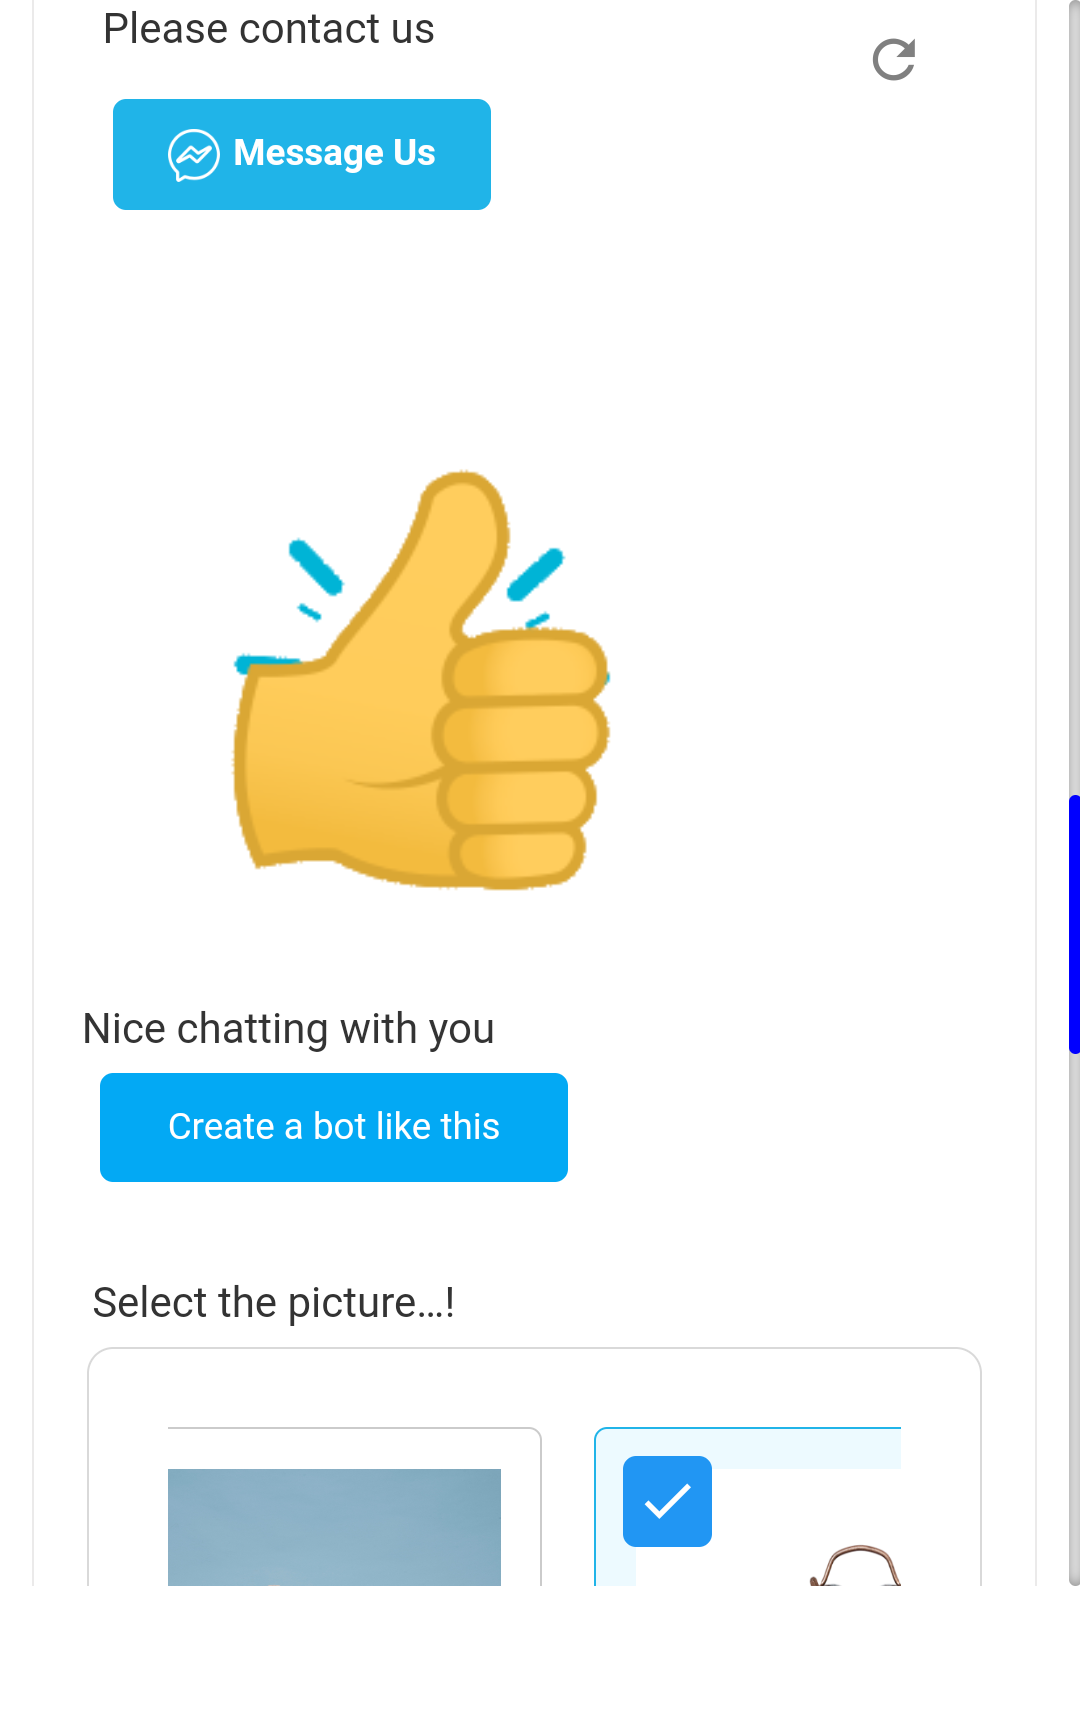 Please contact us
Message Us
Nice chatting with you
Create a bot like this
Select the picture...!